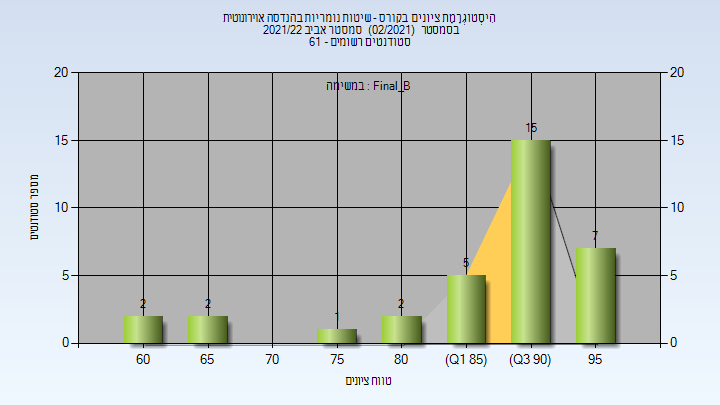 היסטוגרמת ציונים בקורס - שיטות נומריות בהנדסה אוירונוטית
בסמסטר (02/2021) סמסטר אביב 2021/22
סטודנטים רשומים - 61
במשימה : Final_B
20 20
15 15
10 10
5 5
0 0
מספר סטודנטים
2 2 1 2 5 15 7
60 65 70 75 80 (Q1 85) (Q3 90) 95
טווח ציונים